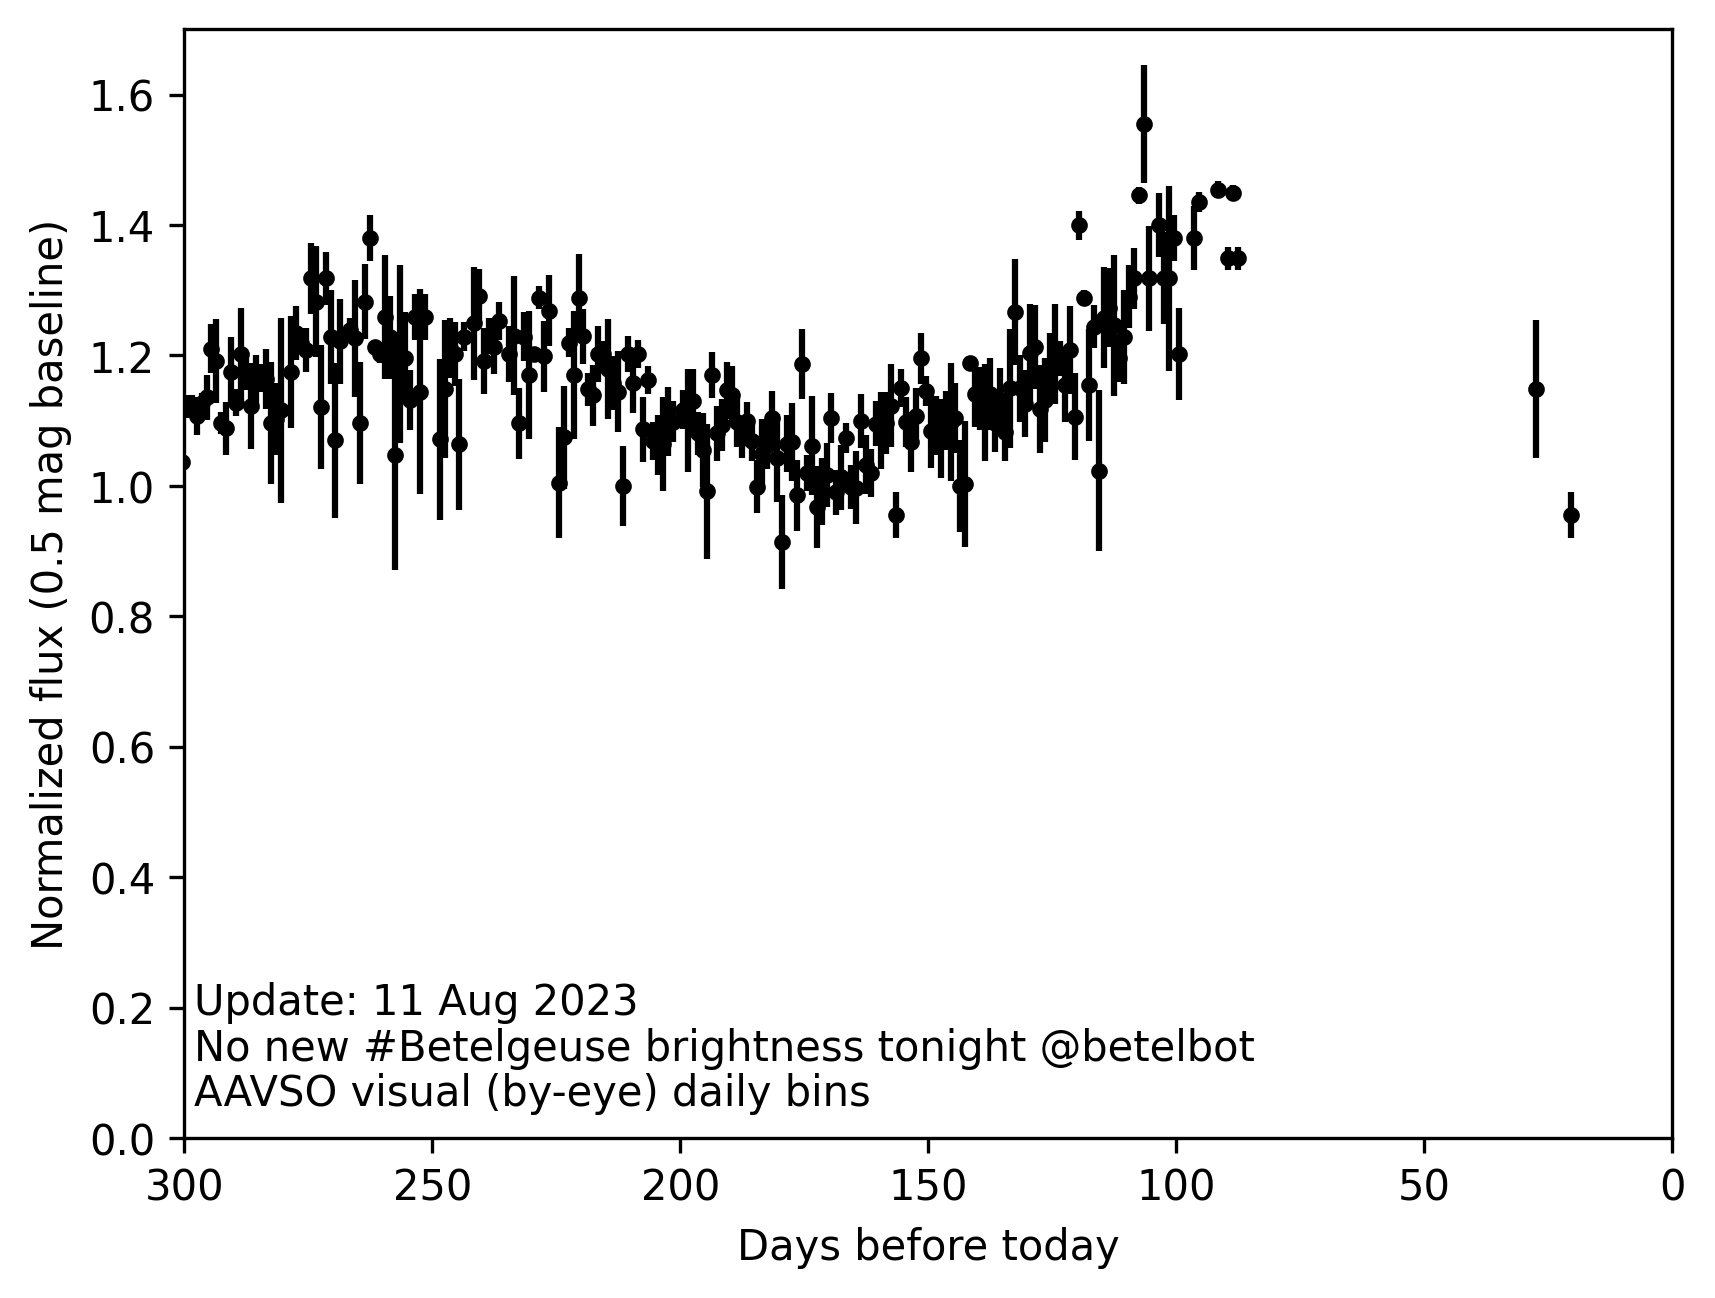 Normalized flux (0.5 mag baseline)
1.6
1.4
1.2
1.0
0.8
0.6
0.4
0.2
0.0
Update: 11 Aug 2023
No new #Betelgeuse brightness tonight @betelbot
AAVSO visual (by-eye) daily bins
300 250 200 150 100 50 0
Days before today